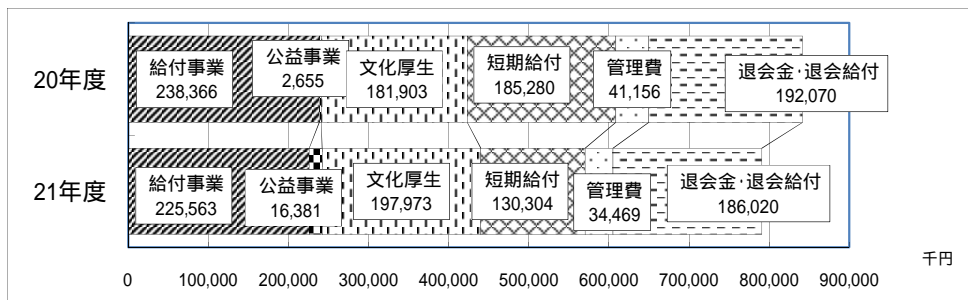 20年度
給付事業
238,366
公益事業
2,655
文化厚生
181,903
短期給付
185,280
管理費
41,156
退会金・退会給付
192,070
21年度
給付事業
225,563
公益事業
16,381
文化厚生
197,973
短期給付
130,304
管理費
34,469
退会金・退会給付
186,020
千円
0 100,000 200,000 300,000 400,000 500,000 600,000 700,000 800,000 900,000